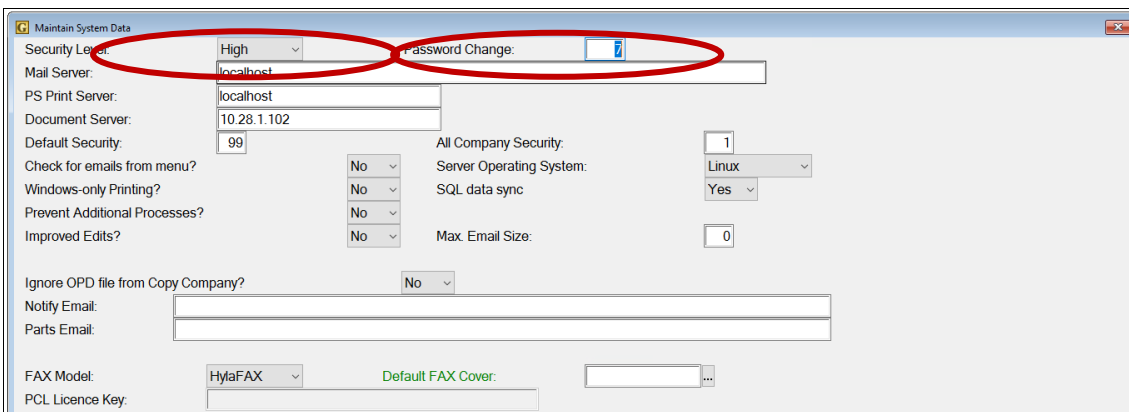 G Maintain System Data
Security Level: High Password Change: 7
Mail Server: localhost
PS Print Server: localhost
Document Server: 10.28.1.102
Default Security: 99 All Company Security: 1
Check for emails from menu? No Server Operating System: Linux
Windows-only Printing? No SQL data sync Yes
Prevent Additional Processes? No
Improved Edits? No Max. Email Size: 0
Ignore OPD file from Copy Company? No
Notify Email:
Parts Email:
FAX Model: HylaFAX Default FAX Cover: ...
PCL Licence Key: